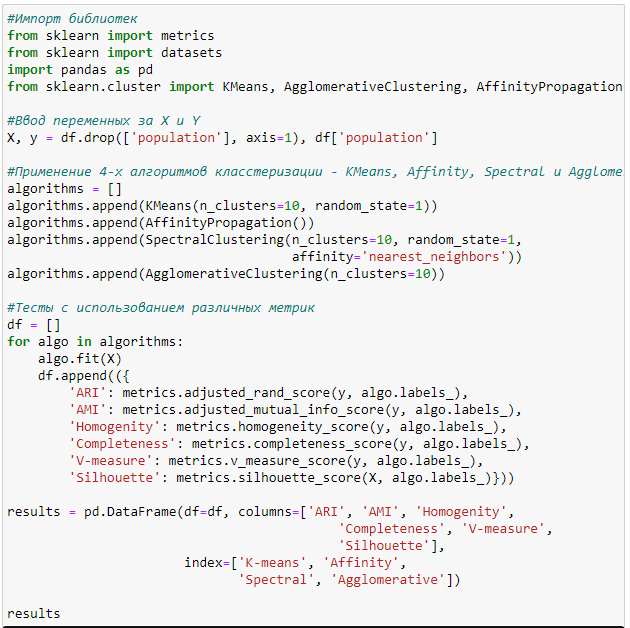 #Импорт библиотек
from sklearn import metrics
from sklearn import datasets
import pandas as pd
from sklearn.cluster import KMeans, AgglomerativeClustering, AffinityPropagation
#Ввод переменных за X и Y
X, y = df.drop(['population'], axis=1), df['population']
#Применение 4-х алгоритмов класстеризации - KMeans, Affinity, Spectral и Agglome
algorithms = []
algorithms.append(KMeans(n_clusters=10, random_state=1))
algorithms.append(AffinityPropagation())
algorithms.append(SpectralClustering(n_clusters=10, random_state=1,
affinity='nearest_neighbors'))
algorithms.append(AgglomerativeClustering(n_clusters=10))
#Тесты с использованием различных метрик
df = []
for algo in algorithms:
algo.fit(X)
df.append(({
'ARI': metrics.adjusted_rand_score(y, algo.labels_),
'AMI': metrics.adjusted_mutual_info_score(y, algo.labels_),
'Homogenity': metrics.homogeneity_score(y, algo.labels_),
'Completeness': metrics.completeness_score(y, algo.labels_),
'V-measure': metrics.v_measure_score(y, algo.labels_),
'Silhouette': metrics.silhouette_score(X, algo.labels_)}))
results = pd.DataFrame(df=df, columns=['ARI', 'AMI', 'Homogenity',
'Completeness', 'V-measure',
'Silhouette'],
index=['K-means', 'Affinity',
'Spectral', 'Agglomerative'])
results